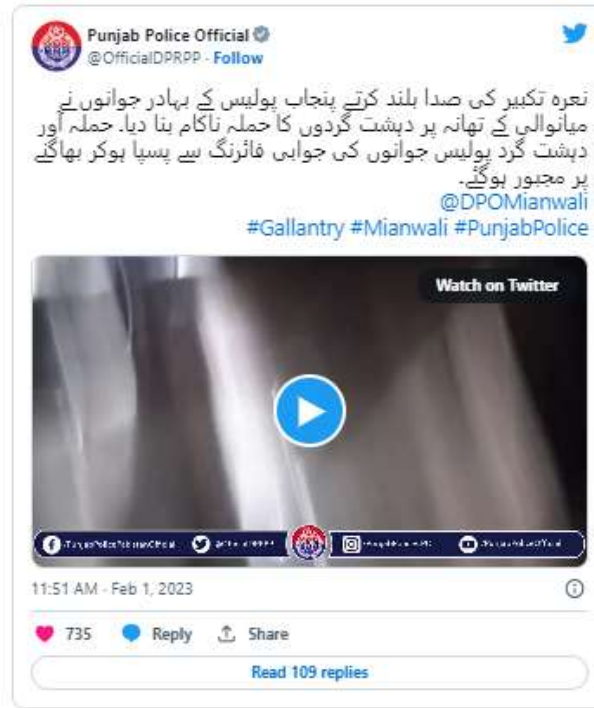 Punjab Police Official
@OfficialDPRPP · Follow
نعرہ تکبیر کی صدا بلند کرتے پنجاب پولیس کے بہادر جوانوں نے
میانوالی کے تھانہ پر دہشت گردوں کا حملہ ناکام بنا دیا۔ حملہ آور
دہشت گرد پولیس جوانوں کی جوابی فائرنگ سے پسپا ہوکر بھاگنے
پر مجبور ہوگئے۔
@DPOMianwali
#Gallantry #Mianwali #PunjabPolice
Watch on Twitter
11:51 AM · Feb 1, 2023
735 Reply Share
Read 109 replies